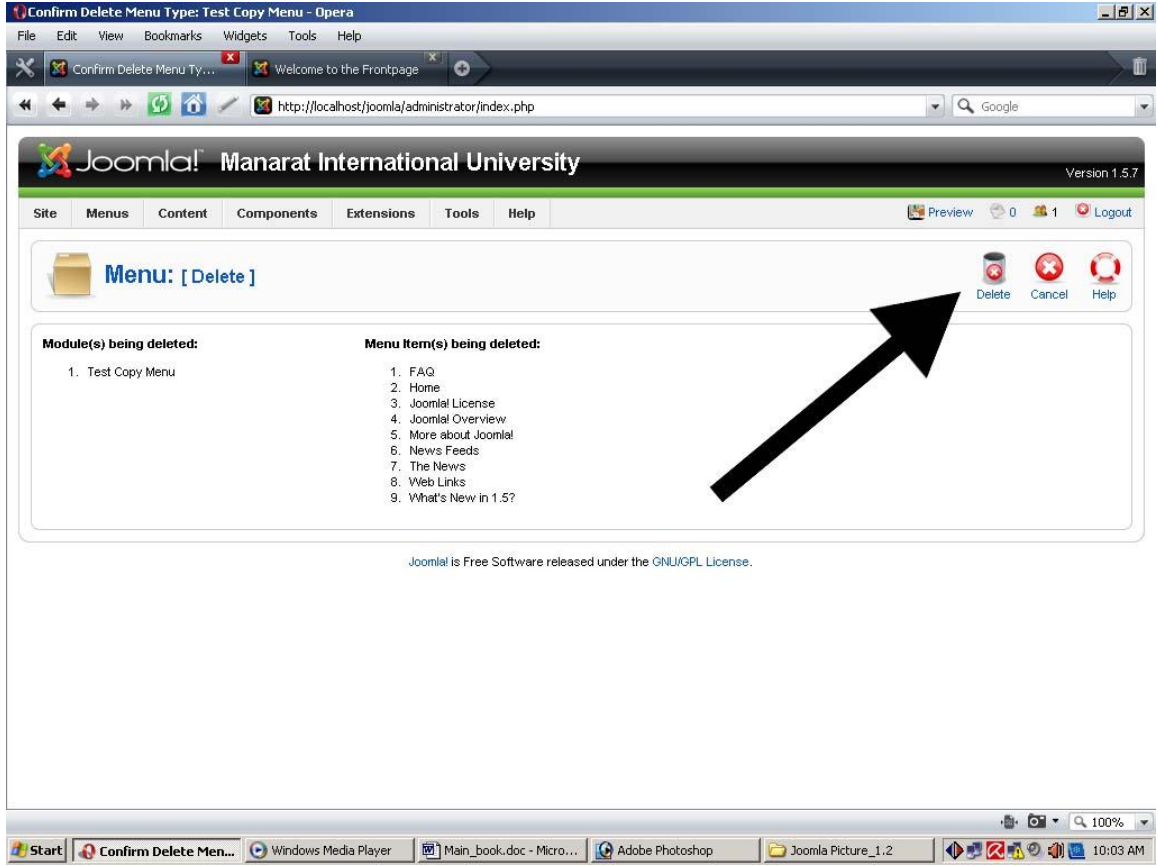 Confirm Delete Menu Type: Test Copy Menu - Opera
File Edit View Bookmarks Widgets Tools Help
Confirm Delete Menu Ty... Welcome to the Frontpage
http://localhost/joomla/administrator/index.php Google
Joomla!™ Manarat International University
Version 1.5.7
Site Menus Content Components Extensions Tools Help Preview 0 1 Logout
Menu: [ Delete ]
Delete Cancel Help
Module(s) being deleted: Menu Item(s) being deleted:
1. Test Copy Menu 1. FAQ
2. Home
3. Joomla! License
4. Joomla! Overview
5. More about Joomla!
6. News Feeds
7. The News
8. Web Links
9. What's New in 1.5?
Joomla! is Free Software released under the GNU/GPL License.
100%
Start Confirm Delete Men... Windows Media Player Main_book.doc - Micro... Adobe Photoshop Joomla Picture_1.2 10:03 AM